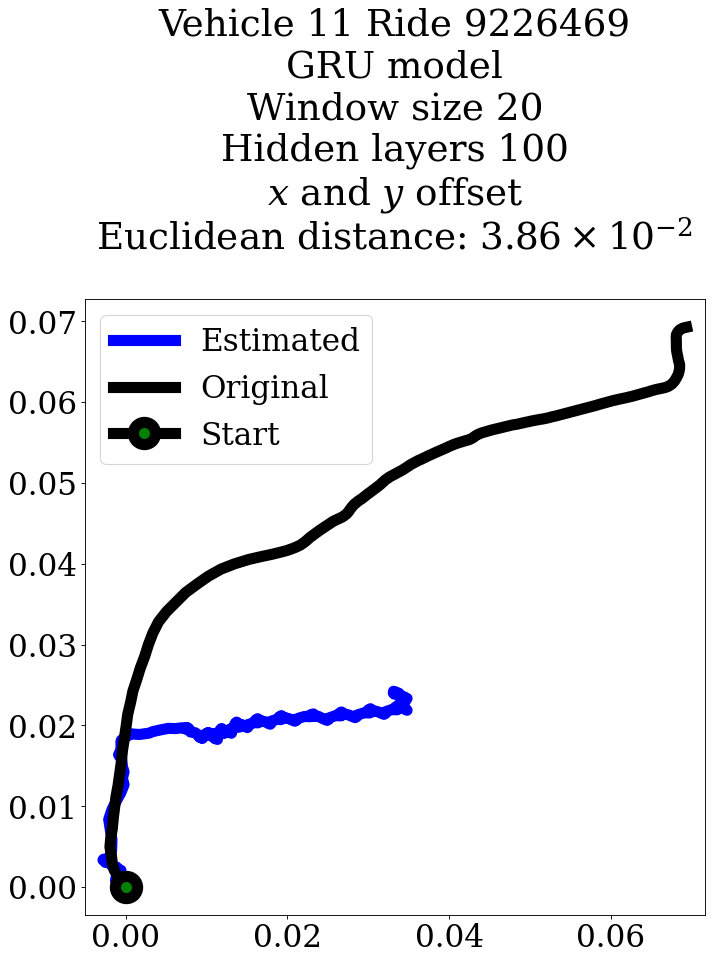 Vehicle 11 Ride 9226469
GRU model
Window size 20
Hidden layers 100
x and y offset
Euclidean distance: 3.86 × 10⁻²
Estimated
Original
Start
0.07
0.06
0.05
0.04
0.03
0.02
0.01
0.00
0.00 0.02 0.04 0.06